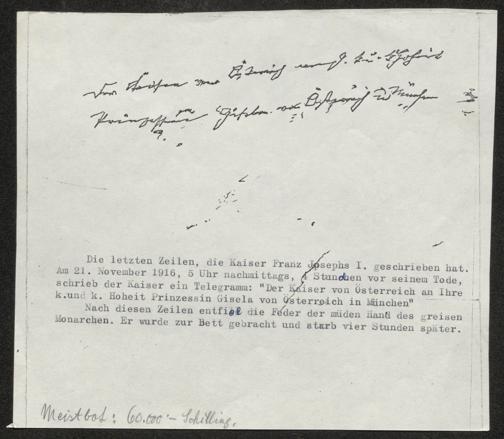 Der Kaiser von Österreich an I. k.u.k. Hoheit
Prinzessin Gisela von Österreich in München
Die letzten Zeilen, die Kaiser Franz Josephs I. geschrieben hat.
Am 21. November 1916, 5 Uhr nachmittags, 4 Stunden vor seinem Tode,
schrieb der Kaiser ein Telegramm: "Der Kaiser von Österreich an Ihre
k.und k. Hoheit Prinzessin Gisela von Österreich in München"
Nach diesen Zeilen entfiel die Feder der müden Hand des greisen
Monarchen. Er wurde zur Bett gebracht und starb vier Stunden später.
Meistbot: 60.000.- Schilling.